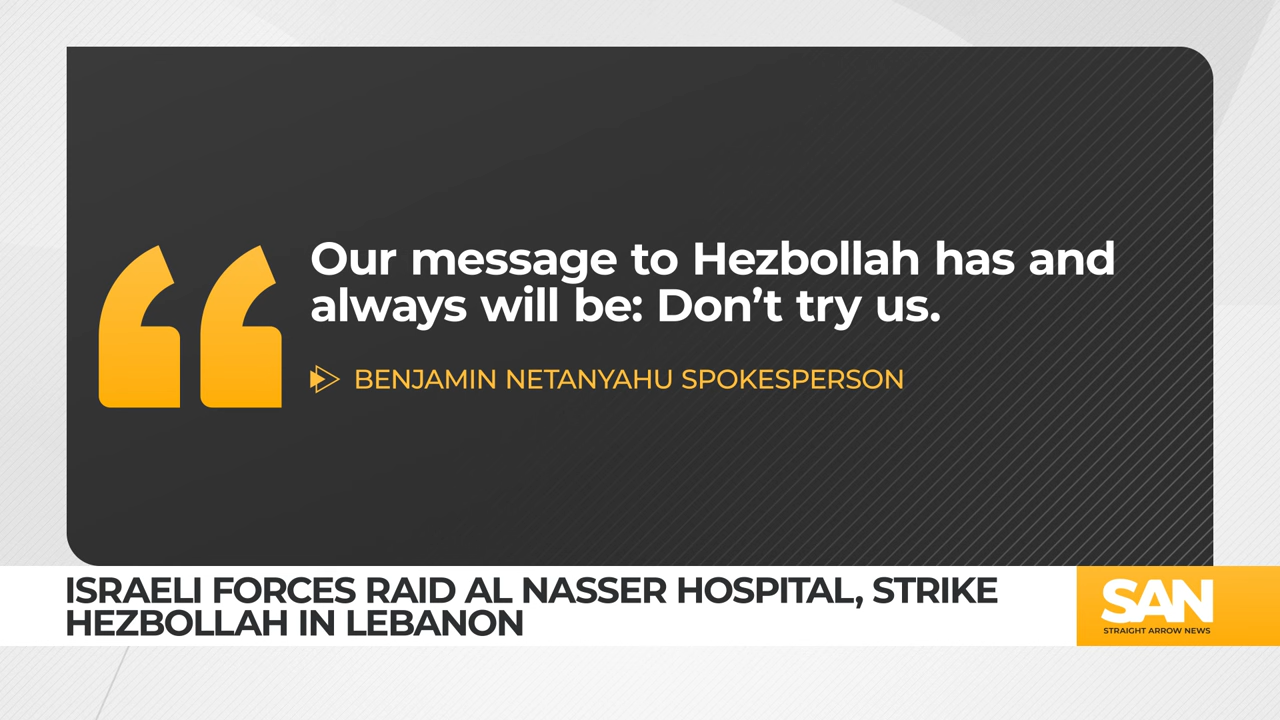 Our message to Hezbollah has and
always will be: Don’t try us.
BENJAMIN NETANYAHU SPOKESPERSON
ISRAELI FORCES RAID AL NASSER HOSPITAL, STRIKE
HEZBOLLAH IN LEBANON
SAN
STRAIGHT ARROW NEWS